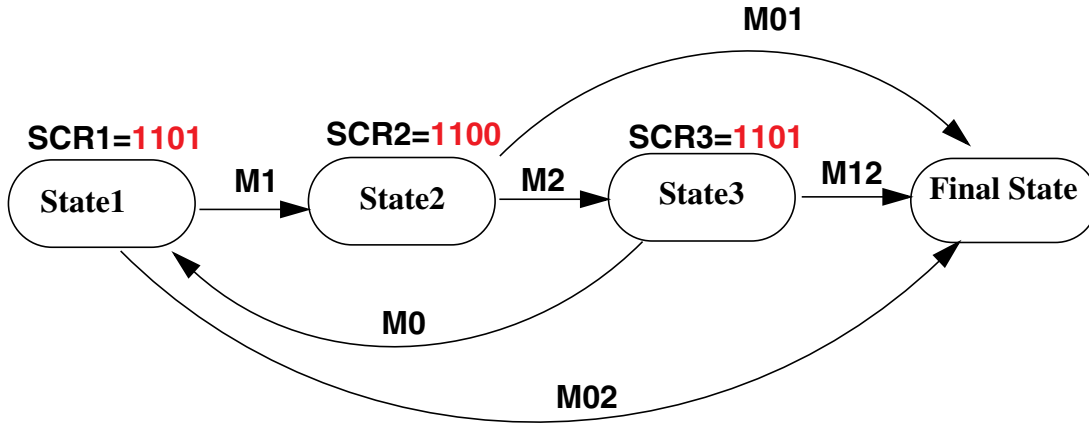 M01
SCR1=1101
SCR2=1100
SCR3=1101
State1
M1
State2
M2
State3
M12
Final State
M0
M02